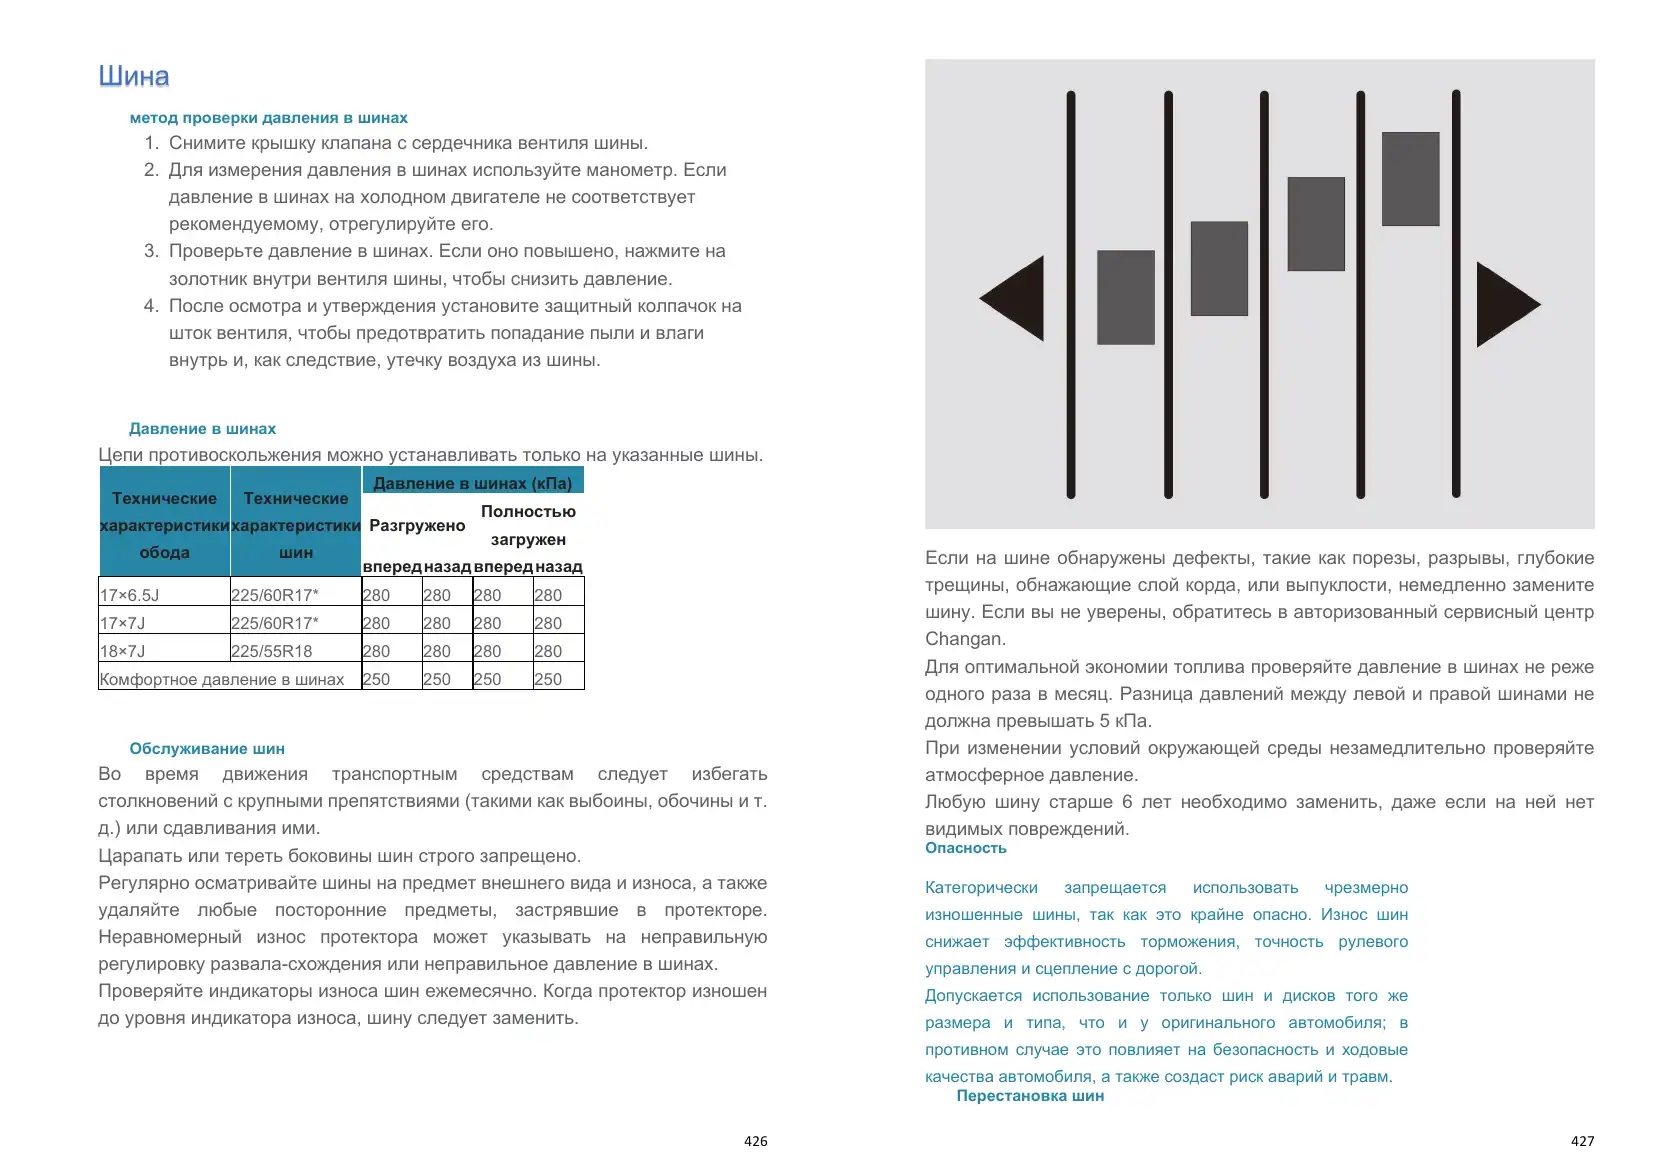 Шина
метод проверки давления в шинах
1. Снимите крышку клапана с сердечника вентиля шины.
2. Для измерения давления в шинах используйте манометр. Если
давление в шинах на холодном двигателе не соответствует
рекомендуемому, отрегулируйте его.
3. Проверьте давление в шинах. Если оно повышено, нажмите на
золотник внутри вентиля шины, чтобы снизить давление.
4. После осмотра и утверждения установите защитный колпачок на
шток вентиля, чтобы предотвратить попадание пыли и влаги
внутрь и, как следствие, утечку воздуха из шины.
Давление в шинах
Цепи противоскольжения можно устанавливать только на указанные шины.
Технические характеристики обода
Технические характеристики шин
Давление в шинах (кПа)
Разгружено
Полностью загружен
вперед назад вперед назад
17×6.5J 225/60R17* 280 280 280 280
17×7J 225/60R17* 280 280 280 280
18×7J 225/55R18 280 280 280 280
Комфортное давление в шинах 250 250 250 250
Обслуживание шин
Во время движения транспортным средствам следует избегать
столкновений с крупными препятствиями (такими как выбоины, обочины и т.
д.) или сдавливания ими.
Царапать или тереть боковины шин строго запрещено.
Регулярно осматривайте шины на предмет внешнего вида и износа, а также
удаляйте любые посторонние предметы, застрявшие в протекторе.
Неравномерный износ протектора может указывать на неправильную
регулировку развала-схождения или неправильное давление в шинах.
Проверяйте индикаторы износа шин ежемесячно. Когда протектор изношен
до уровня индикатора износа, шину следует заменить.
426
Если на шине обнаружены дефекты, такие как порезы, разрывы, глубокие
трещины, обнажающие слой корда, или выпуклости, немедленно замените
шину. Если вы не уверены, обратитесь в авторизованный сервисный центр
Changan.
Для оптимальной экономии топлива проверяйте давление в шинах не реже
одного раза в месяц. Разница давлений между левой и правой шинами не
должна превышать 5 кПа.
При изменении условий окружающей среды незамедлительно проверяйте
атмосферное давление.
Любую шину старше 6 лет необходимо заменить, даже если на ней нет
видимых повреждений.
Опасность
Категорически запрещается использовать чрезмерно
изношенные шины, так как это крайне опасно. Износ шин
снижает эффективность торможения, точность рулевого
управления и сцепление с дорогой.
Допускается использование только шин и дисков того же
размера и типа, что и у оригинального автомобиля; в
противном случае это повлияет на безопасность и ходовые
качества автомобиля, а также создаст риск аварий и травм.
Перестановка шин
427